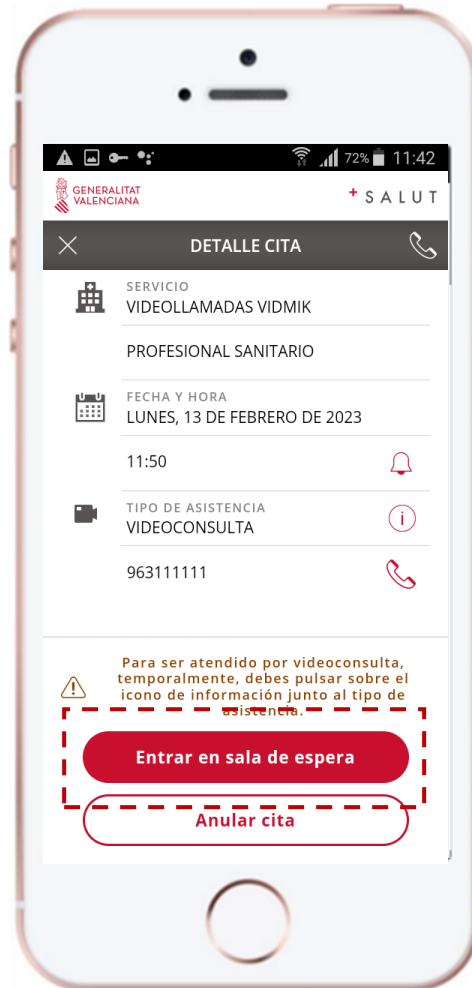 72% 11:42
GENERALITAT
VALENCIANA
+SALUT
DETALLE CITA
SERVICIO
VIDEOLLAMADAS VIDMIK
PROFESIONAL SANITARIO
FECHA Y HORA
LUNES, 13 DE FEBRERO DE 2023
11:50
TIPO DE ASISTENCIA
VIDEOCONSULTA
963111111
Para ser atendido por videoconsulta,
temporalmente, debes pulsar sobre el
icono de información junto al tipo de
asistencia.
Entrar en sala de espera
Anular cita